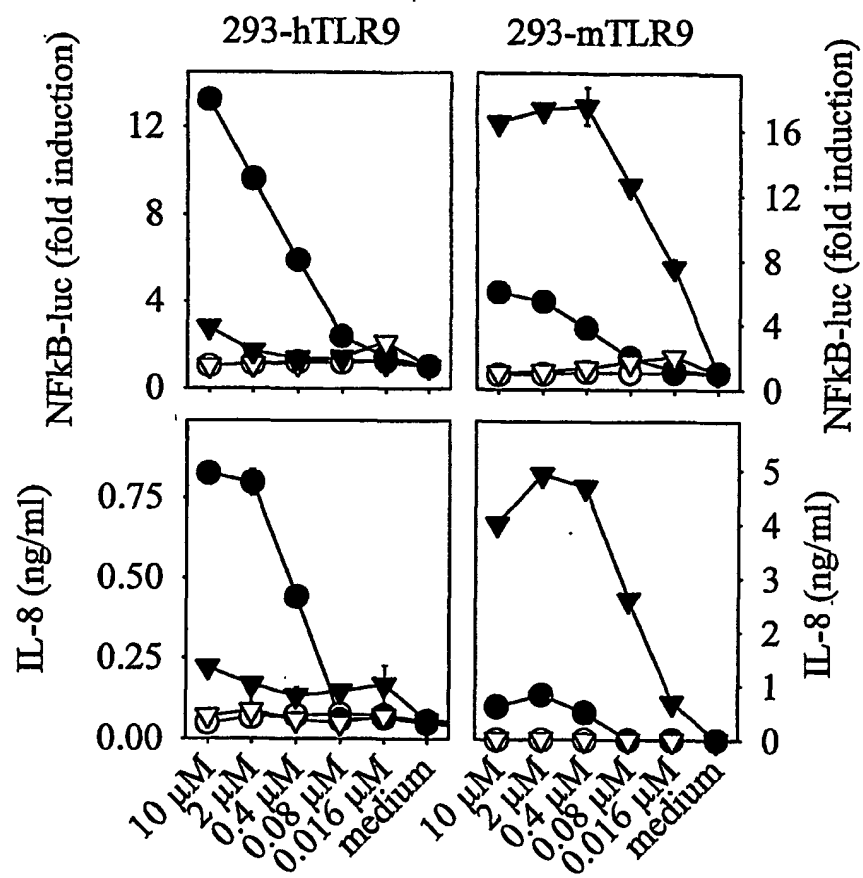 293-hTLR9
293-mTLR9
NFkB-luc (fold induction)
12
8
4
0
16
12
8
4
0
NFkB-luc (fold induction)
IL-8 (ng/ml)
0.75
0.50
0.25
0.00
5
4
3
2
1
0
IL-8 (ng/ml)
10 µM
2 µM
0.4 µM
0.08 µM
0.016 µM
medium
10 µM
2 µM
0.4 µM
0.08 µM
0.016 µM
medium